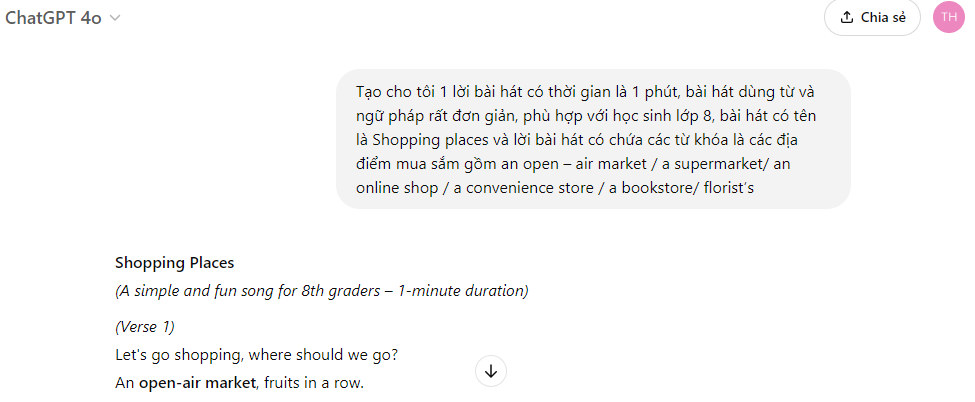 ChatGPT 4o
Chia sẻ
TH
Tạo cho tôi 1 lời bài hát có thời gian là 1 phút, bài hát dùng từ và
ngữ pháp rất đơn giản, phù hợp với học sinh lớp 8, bài hát có tên
là Shopping places và lời bài hát có chứa các từ khóa là các địa
điểm mua sắm gồm an open – air market / a supermarket/ an
online shop / a convenience store / a bookstore/ florist’s
Shopping Places
(A simple and fun song for 8th graders – 1-minute duration)
(Verse 1)
Let's go shopping, where should we go?
An open-air market, fruits in a row.